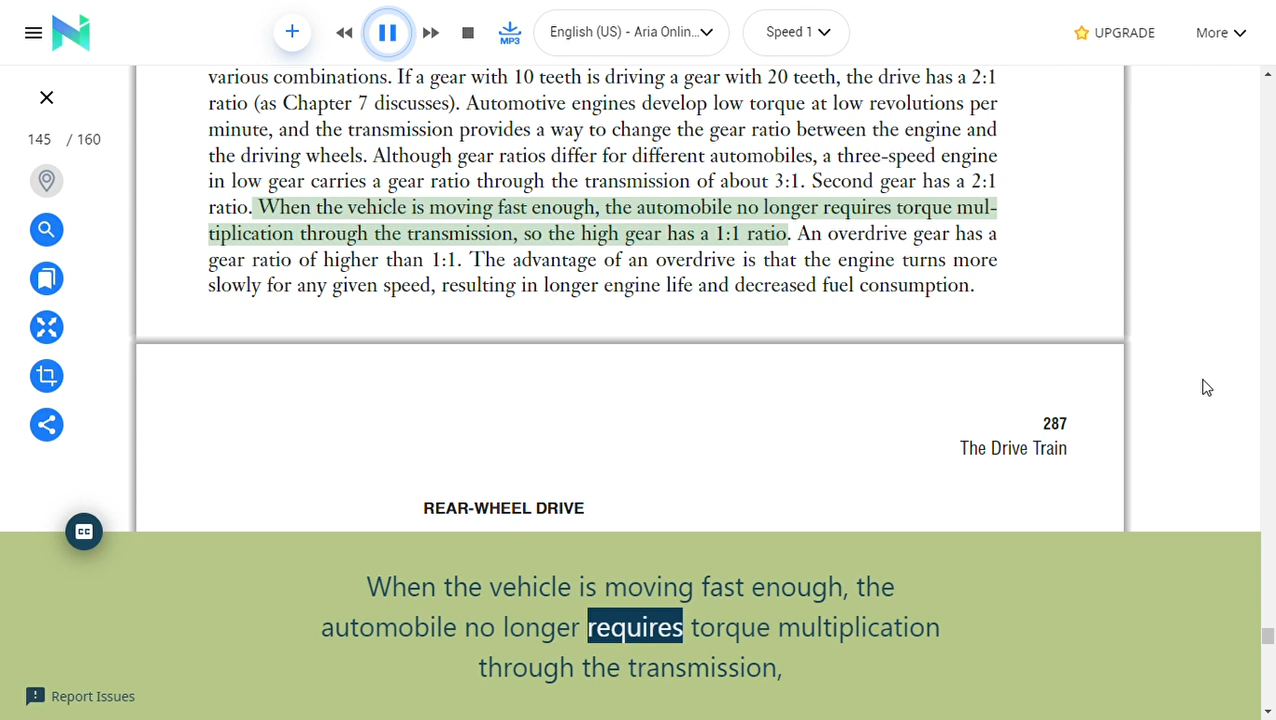 MP3
English (US) - Aria Onlin...
Speed 1
UPGRADE
More
145 / 160
various combinations. If a gear with 10 teeth is driving a gear with 20 teeth, the drive has a 2:1
ratio (as Chapter 7 discusses). Automotive engines develop low torque at low revolutions per
minute, and the transmission provides a way to change the gear ratio between the engine and
the driving wheels. Although gear ratios differ for different automobiles, a three-speed engine
in low gear carries a gear ratio through the transmission of about 3:1. Second gear has a 2:1
ratio. When the vehicle is moving fast enough, the automobile no longer requires torque mul-
tiplication through the transmission, so the high gear has a 1:1 ratio. An overdrive gear has a
gear ratio of higher than 1:1. The advantage of an overdrive is that the engine turns more
slowly for any given speed, resulting in longer engine life and decreased fuel consumption.
287
The Drive Train
REAR-WHEEL DRIVE
CC
When the vehicle is moving fast enough, the
automobile no longer requires torque multiplication
through the transmission,
Report Issues